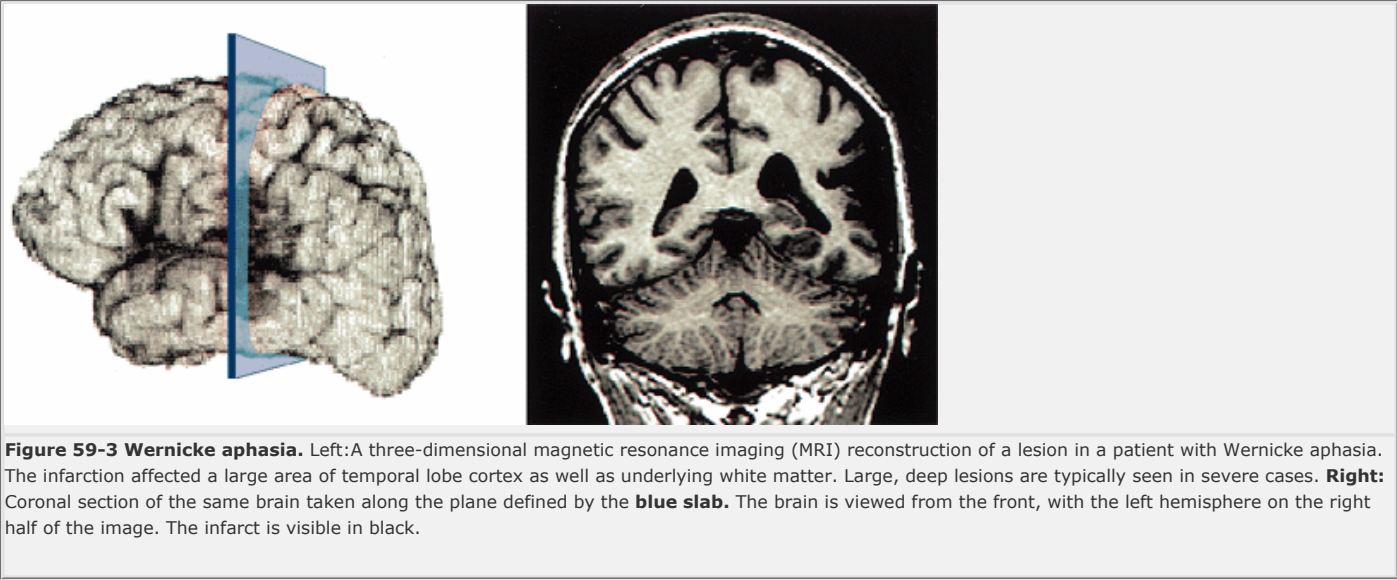 Figure 59-3 Wernicke aphasia. Left:A three-dimensional magnetic resonance imaging (MRI) reconstruction of a lesion in a patient with Wernicke aphasia.
The infarction affected a large area of temporal lobe cortex as well as underlying white matter. Large, deep lesions are typically seen in severe cases. Right:
Coronal section of the same brain taken along the plane defined by the blue slab. The brain is viewed from the front, with the left hemisphere on the right
half of the image. The infarct is visible in black.